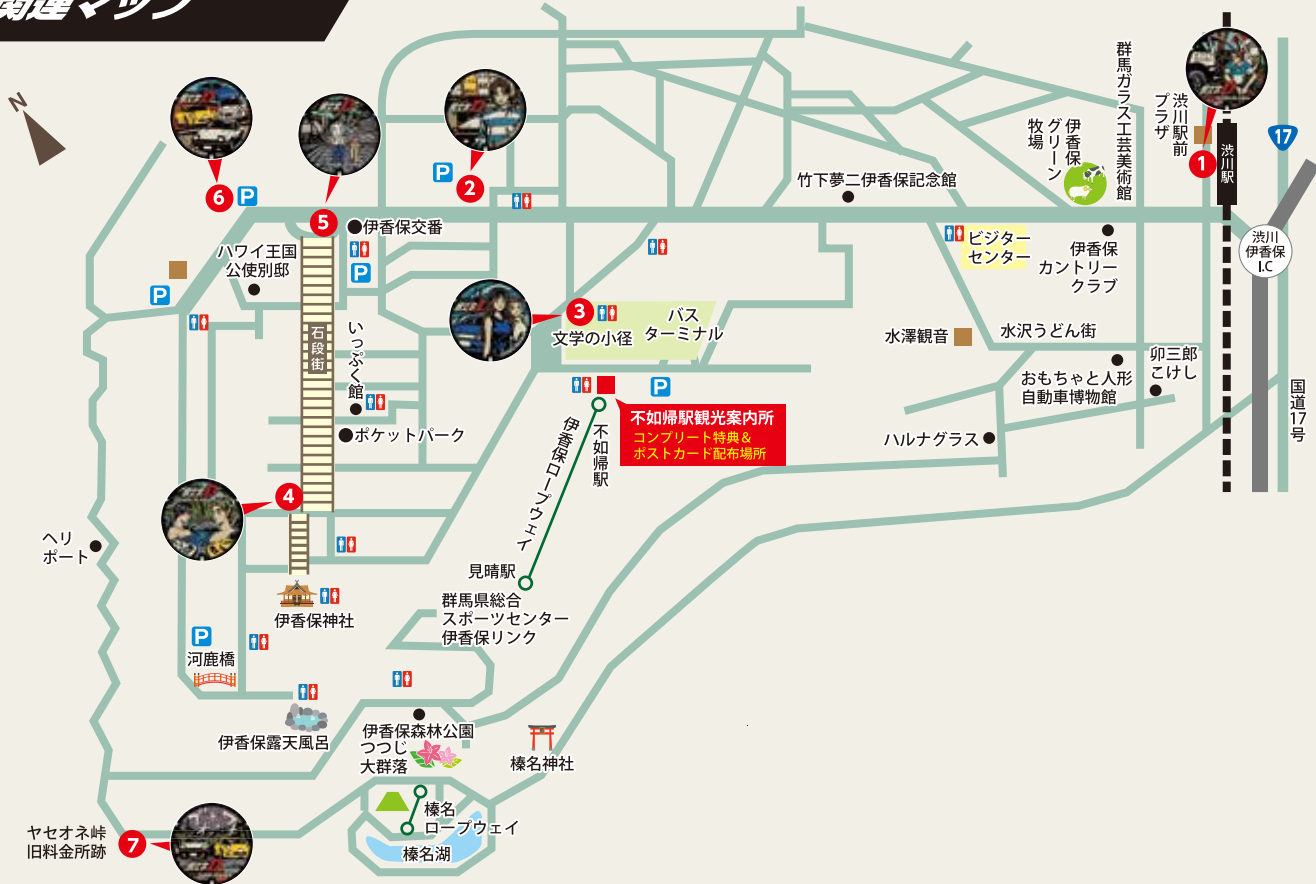 関連マップ
N
6
5
2
1
渋川駅前
プラザ
渋川駅
17
群馬ガラス工芸美術館
伊香保
グリーン
牧場
竹下夢二伊香保記念館
P
P
伊香保交番
ハワイ王国
公使別邸
P
P
ビジター
センター
伊香保
カントリー
クラブ
渋川
伊香保
I.C
3
文学の小径
バス
ターミナル
石段街
いっぷく館
水澤観音
水沢うどん街
おもちゃと人形
自動車博物館
卯三郎
こけし
国道17号
P
不如帰駅観光案内所
コンプリート特典&
ポストカード配布場所
不如帰駅
伊香保ロープウェイ
ポケットパーク
ハルナグラス
4
ヘリ
ポート
見晴駅
群馬県総合
スポーツセンター
伊香保リンク
伊香保神社
P
河鹿橋
伊香保露天風呂
伊香保森林公園
つつじ
大群落
榛名神社
榛名
ロープウェイ
榛名湖
ヤセオネ峠
旧料金所跡
7